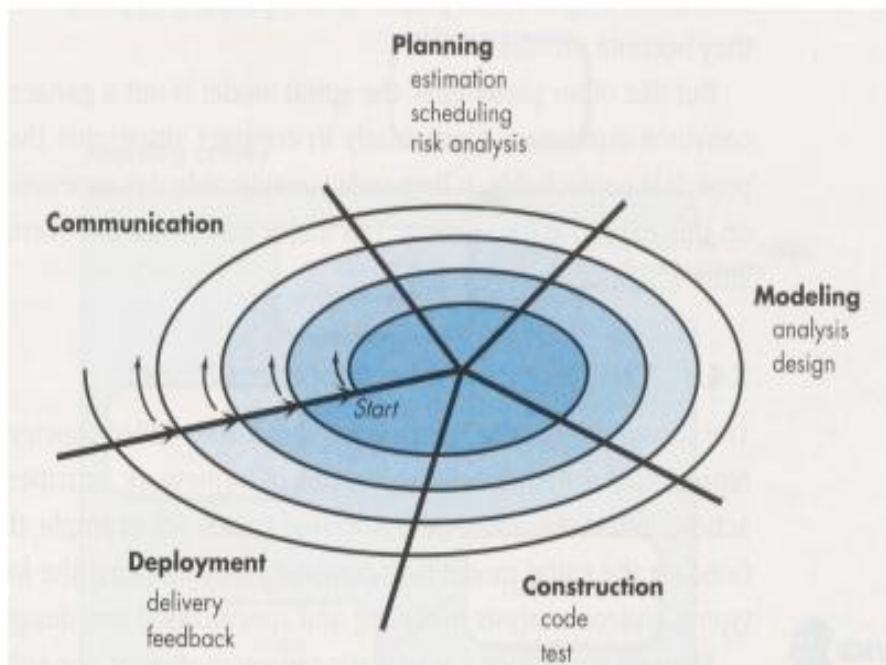 Planning
estimation
scheduling
risk analysis
Communication
Modeling
analysis
design
Start
Deployment
delivery
feedback
Construction
code
test